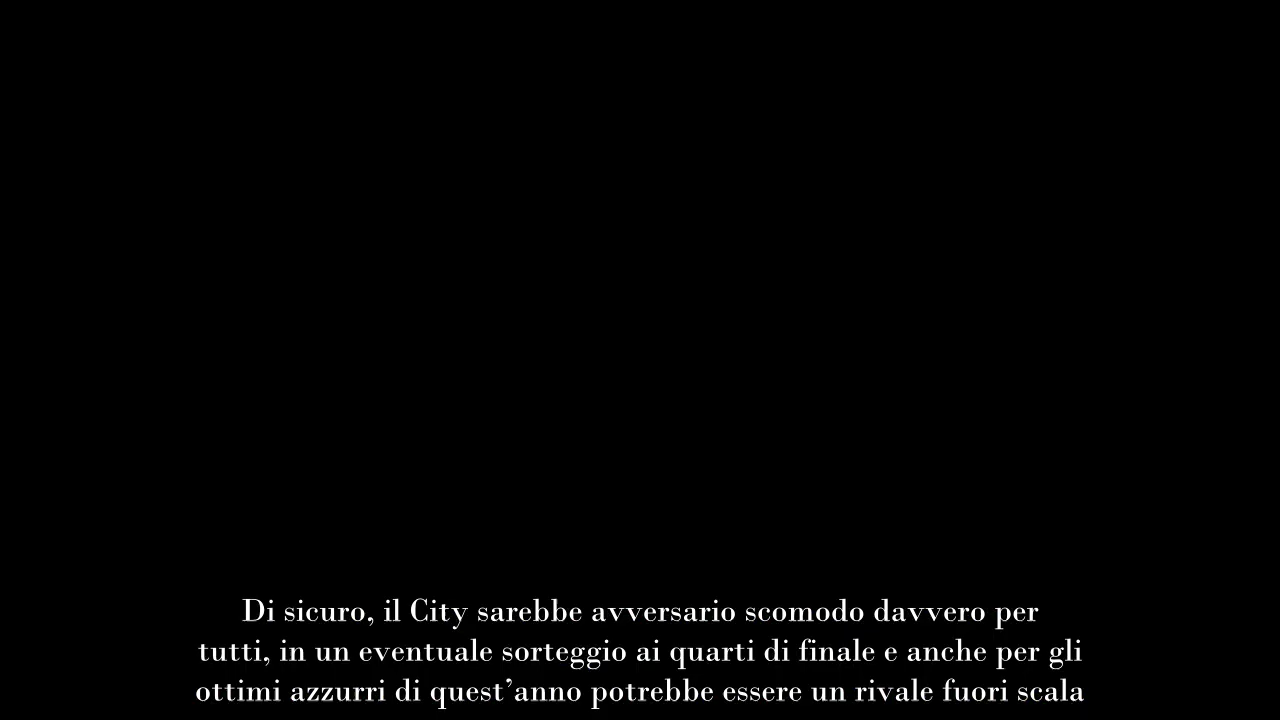 Di sicuro, il City sarebbe avversario scomodo davvero per
tutti, in un eventuale sorteggio ai quarti di finale e anche per gli
ottimi azzurri di quest’anno potrebbe essere un rivale fuori scala